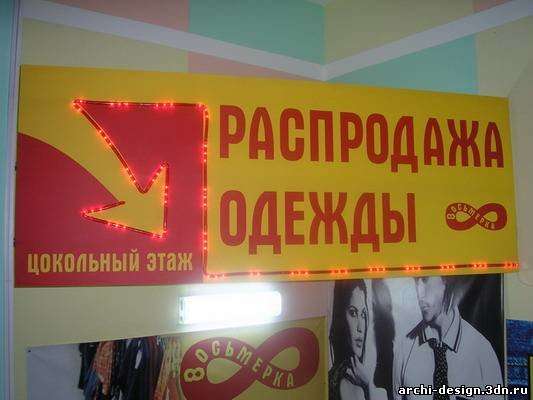 РАСПРОДАЖА
ОДЕЖДЫ
ВОСЬМЕРКА
ЦОКОЛЬНЫЙ ЭТАЖ
ВОСЬМЕРКА
archi-design.3dn.ru